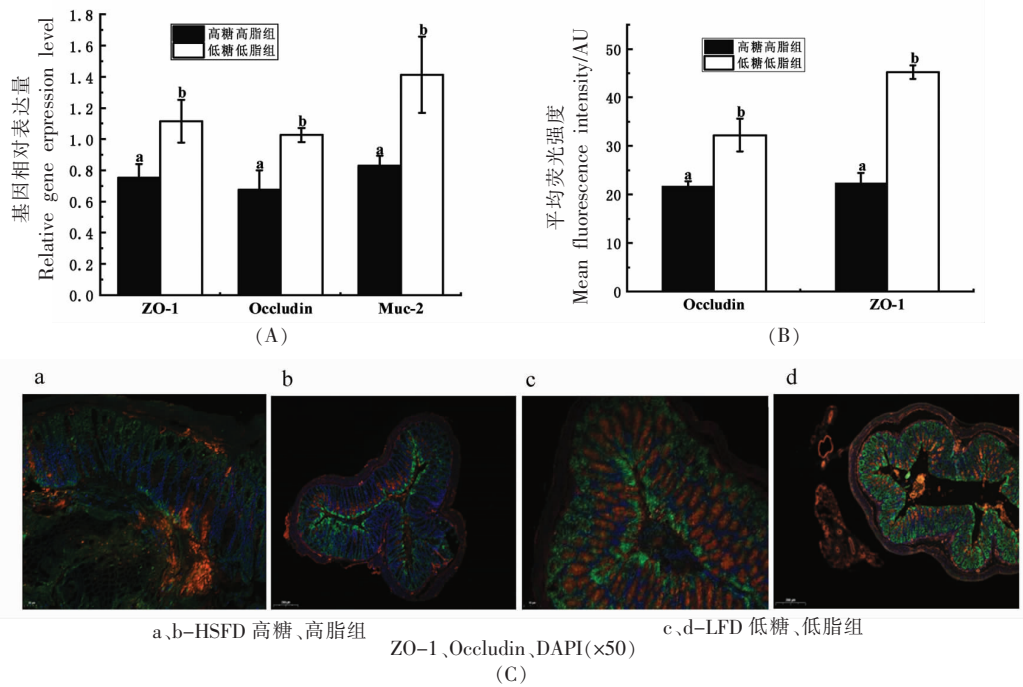 基因相对表达量
Relative gene erpression level
1.8
1.6
1.4
1.2
1.0
0.8
0.6
0.4
0.2
0.0
高糖高脂组
低糖低脂组
a
b
a
b
a
b
ZO-1
Occludin
Muc-2
(A)
平均荧光强度
Mean fluorescence intensity/AU
50
40
30
20
10
0
高糖高脂组
低糖低脂组
a
b
a
b
Occludin
ZO-1
(B)
a
b
c
d
a、b-HSFD 高糖、高脂组
c、d-LFD 低糖、低脂组
ZO-1、Occludin、DAPI(×50)
(C)